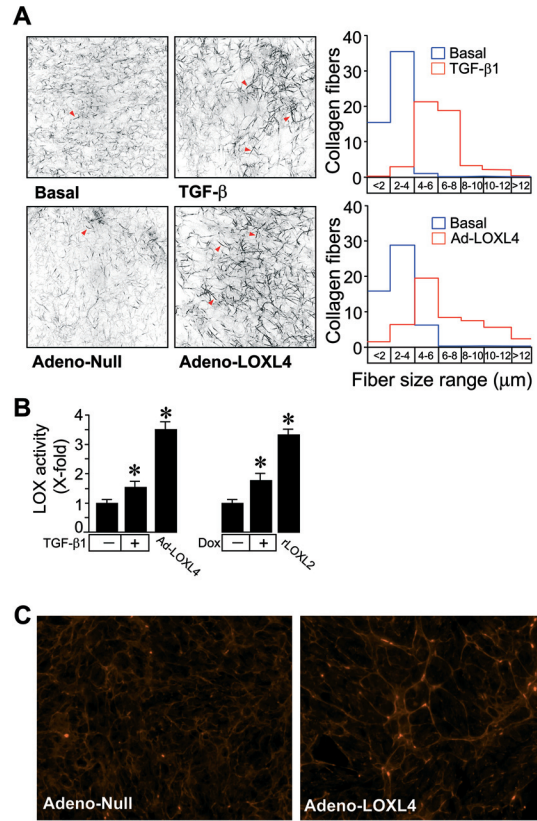 A
Basal
TGF-β
Adeno-Null
Adeno-LOXL4
Collagen fibers
40
30
20
10
0
Basal
TGF-β1
<2 2-4 4-6 6-8 8-10 10-12 >12
Collagen fibers
40
30
20
10
0
Basal
Ad-LOXL4
<2 2-4 4-6 6-8 8-10 10-12 >12
Fiber size range (μm)
B
LOX activity
(X-fold)
4
3
2
1
0
* *
TGF-β1 − + Ad-LOXL4
* *
Dox − + rLOXL2
C
Adeno-Null
Adeno-LOXL4